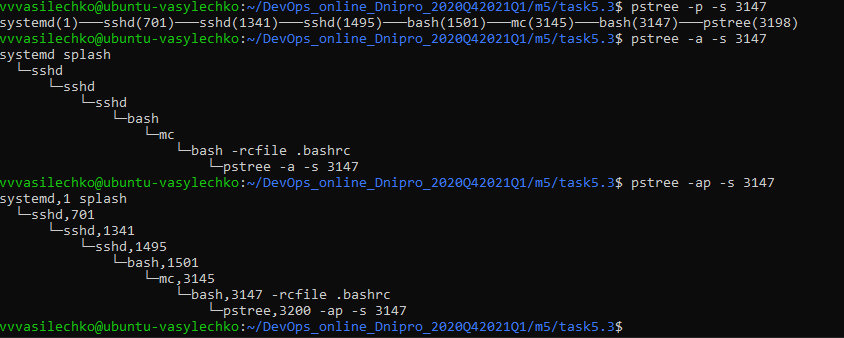 vvvasilechko@ubuntu-vasylechko:~/DevOps_online_Dnipro_2020Q42021Q1/m5/task5.3$ pstree -p -s 3147
systemd(1)───sshd(701)───sshd(1341)───sshd(1495)───bash(1501)───mc(3145)───bash(3147)───pstree(3198)
vvvasilechko@ubuntu-vasylechko:~/DevOps_online_Dnipro_2020Q42021Q1/m5/task5.3$ pstree -a -s 3147
systemd splash
  └─sshd
      └─sshd
          └─sshd
              └─bash
                  └─mc
                      └─bash -rcfile .bashrc
                          └─pstree -a -s 3147
vvvasilechko@ubuntu-vasylechko:~/DevOps_online_Dnipro_2020Q42021Q1/m5/task5.3$ pstree -ap -s 3147
systemd,1 splash
  └─sshd,701
      └─sshd,1341
          └─sshd,1495
              └─bash,1501
                  └─mc,3145
                      └─bash,3147 -rcfile .bashrc
                          └─pstree,3200 -ap -s 3147
vvvasilechko@ubuntu-vasylechko:~/DevOps_online_Dnipro_2020Q42021Q1/m5/task5.3$